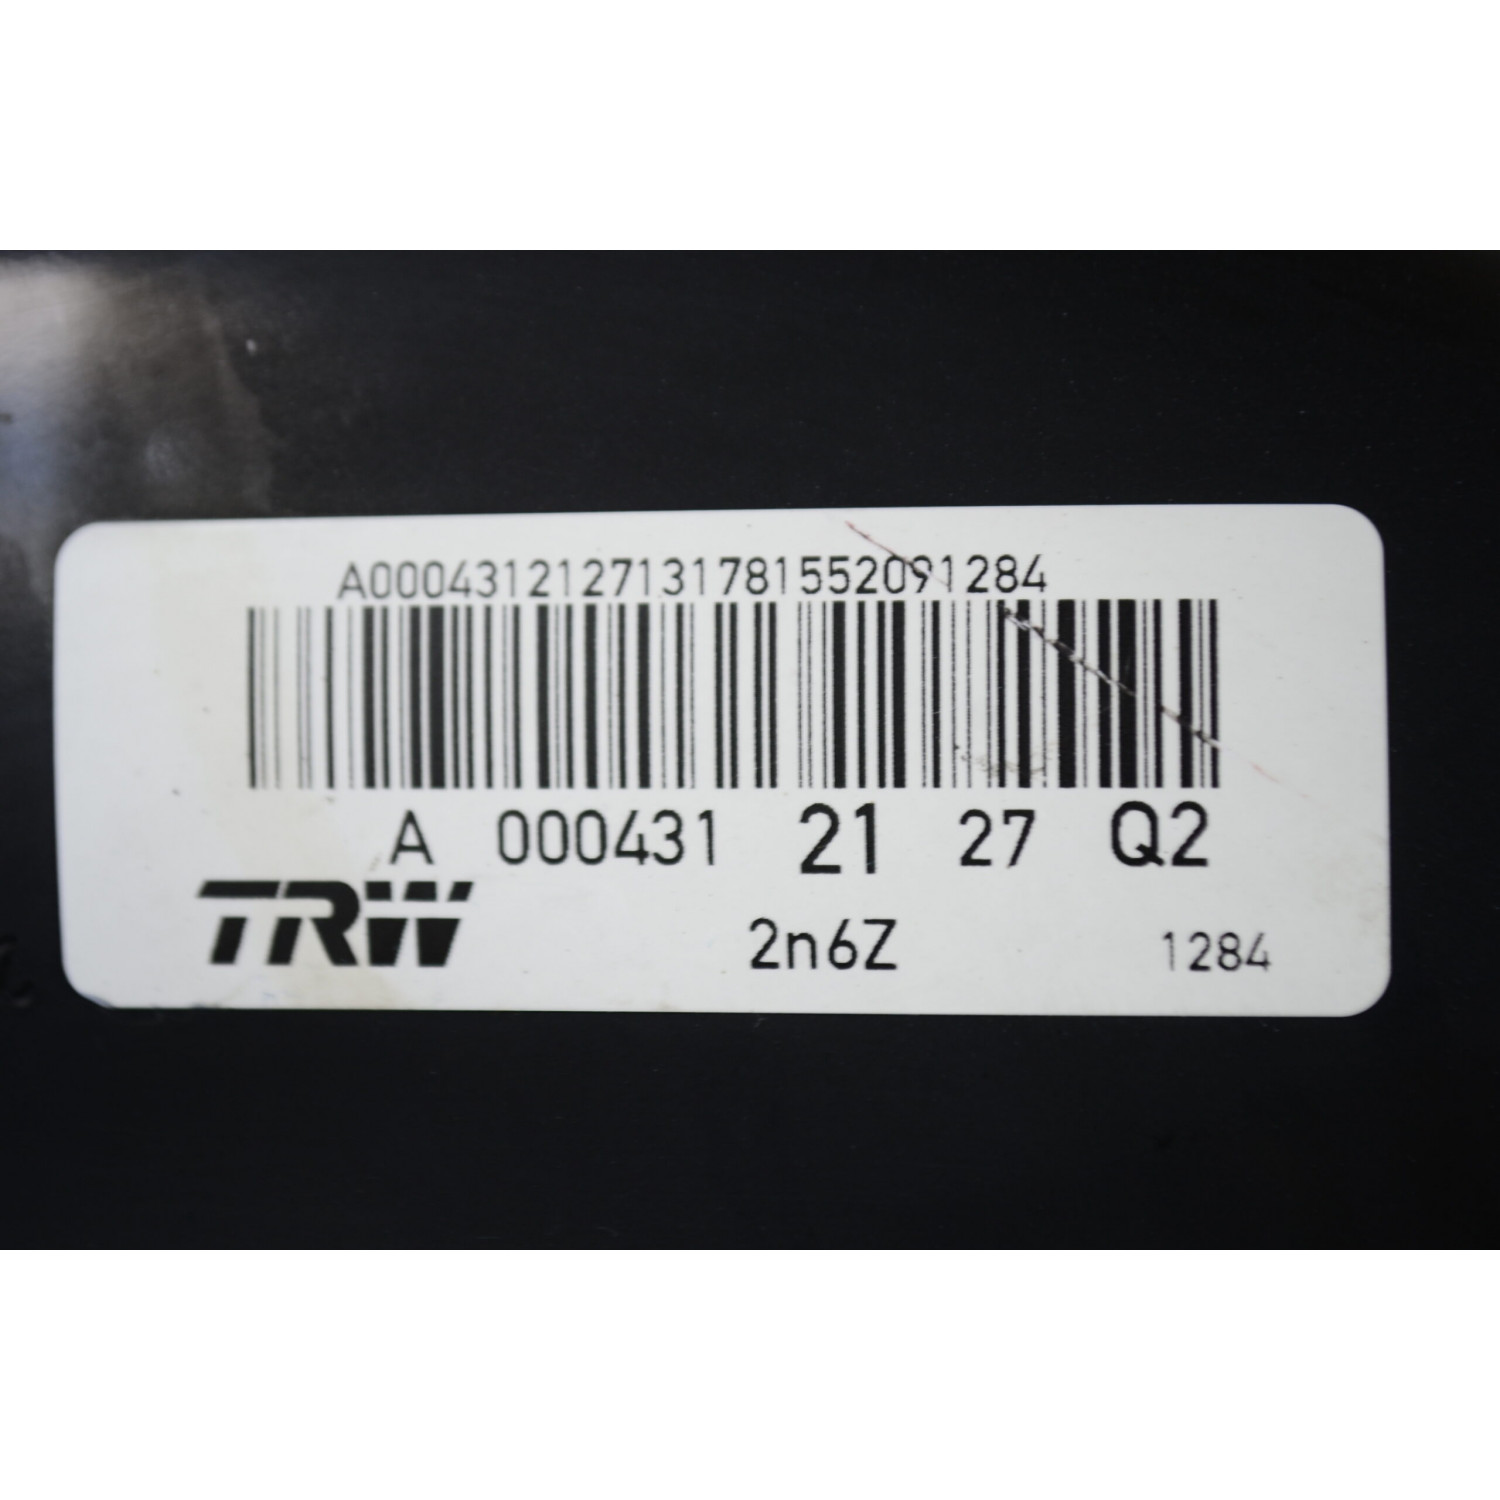 A0004312127131781552091284
A 000431 21 27 Q2
TRW 2n6Z 1284